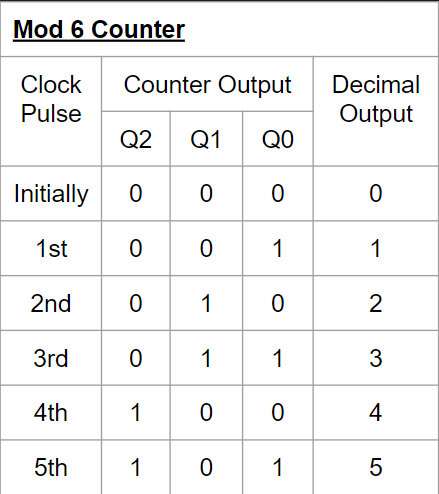 Mod 6 Counter
Clock Pulse Counter Output Decimal Output
Q2 Q1 Q0
Initially 0 0 0 0
1st 0 0 1 1
2nd 0 1 0 2
3rd 0 1 1 3
4th 1 0 0 4
5th 1 0 1 5